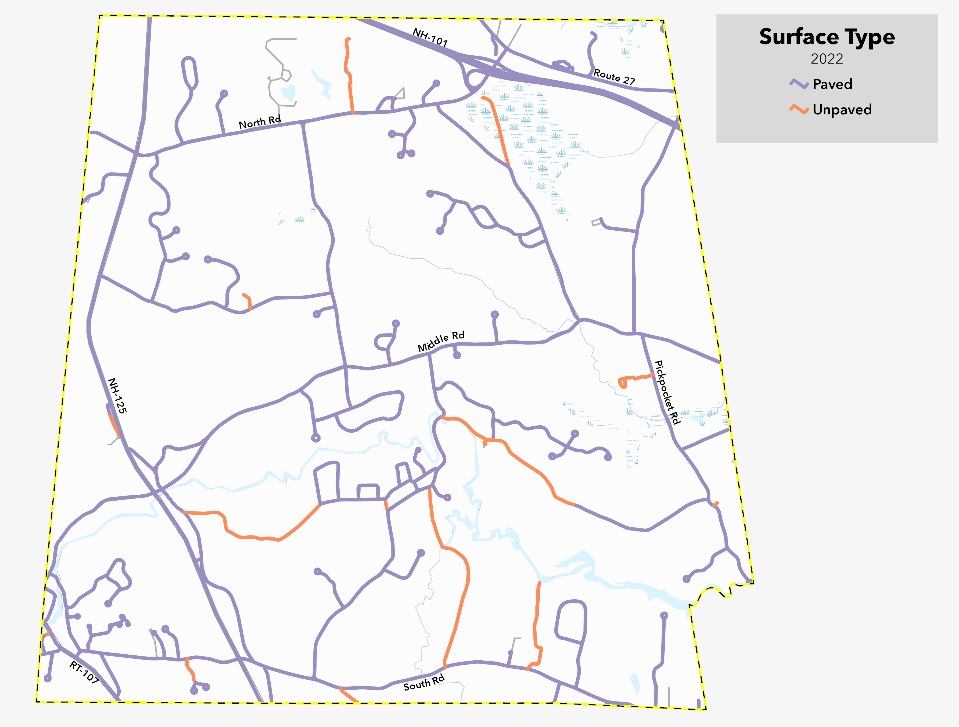 Surface Type
2022
Paved
Unpaved
NH-101
Route 27
North Rd
Middle Rd
Pickpocket Rd
NH-125
RT-107
South Rd